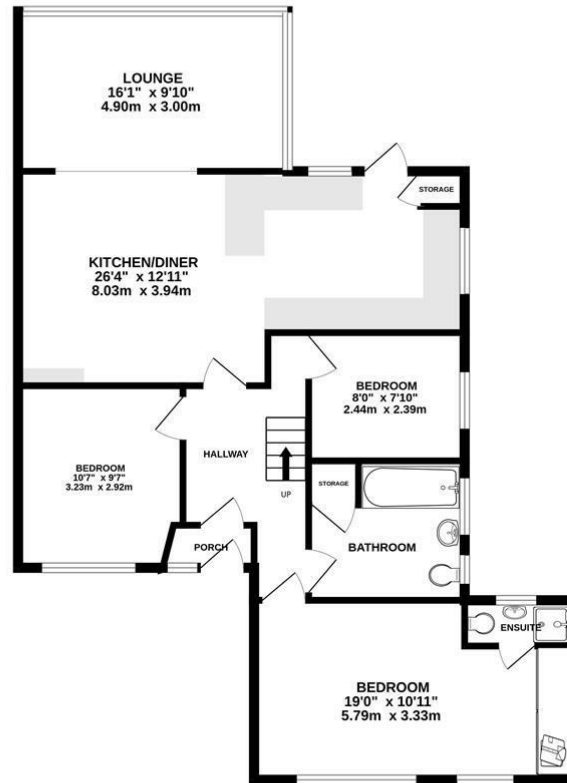 LOUNGE
16'1" x 9'10"
4.90m x 3.00m
STORAGE
KITCHEN/DINER
26'4" x 12'11"
8.03m x 3.94m
BEDROOM
8'0" x 7'10"
2.44m x 2.39m
HALLWAY
BEDROOM
10'7" x 9'7"
3.23m x 2.92m
STORAGE
UP
PORCH
BATHROOM
ENSUITE
BEDROOM
19'0" x 10'11"
5.79m x 3.33m